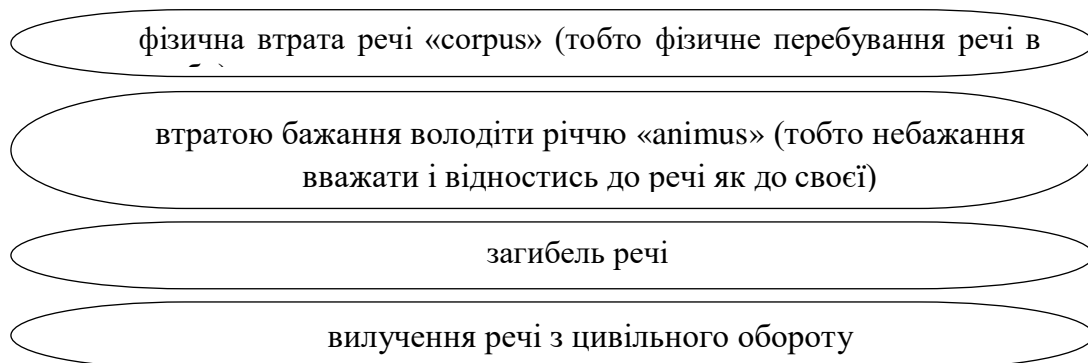 фізична втрата речі «corpus» (тобто фізичне перебування речі в
втратою бажання володіти річчю «animus» (тобто небажання
вважати і відностись до речі як до своєї)
загибель речі
вилучення речі з цивільного обороту